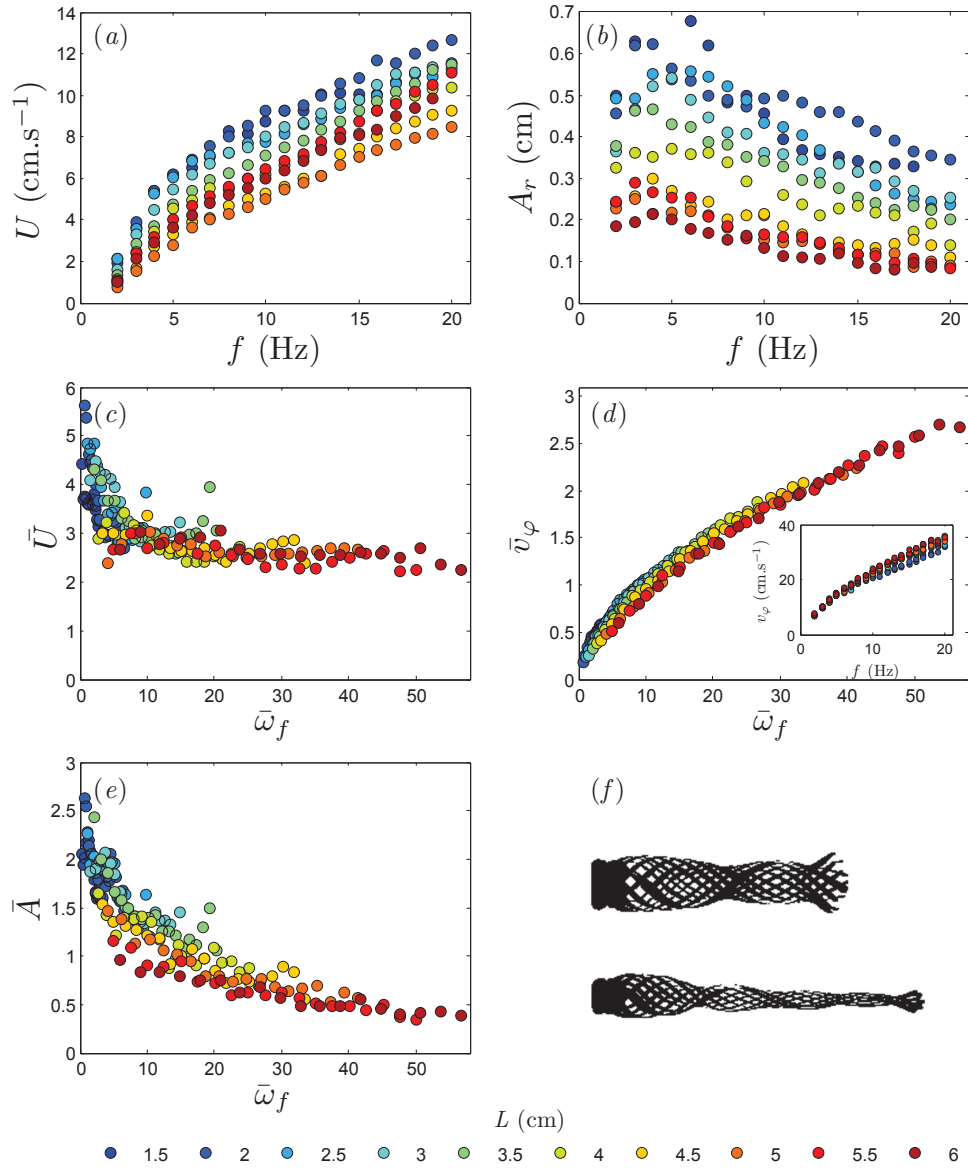 (a)
14
12
10
8
6
4
2
0
U (cm.s⁻¹)
0 5 10 15 20
f (Hz)
(b)
0.7
0.6
0.5
0.4
0.3
0.2
0.1
0
A_r (cm)
0 5 10 15 20
f (Hz)
(c)
6
5
4
3
2
1
0
Ū
0 10 20 30 40 50
ω̄_f
(d)
3
2.5
2
1.5
1
0.5
0
v̄_φ
0 10 20 30 40 50
ω̄_f
40
20
0
v_φ (cm.s⁻¹)
0 10 20
f (Hz)
(e)
3
2.5
2
1.5
1
0.5
0
Ā
0 10 20 30 40 50
ω̄_f
(f)
L (cm)
1.5 2 2.5 3 3.5 4 4.5 5 5.5 6